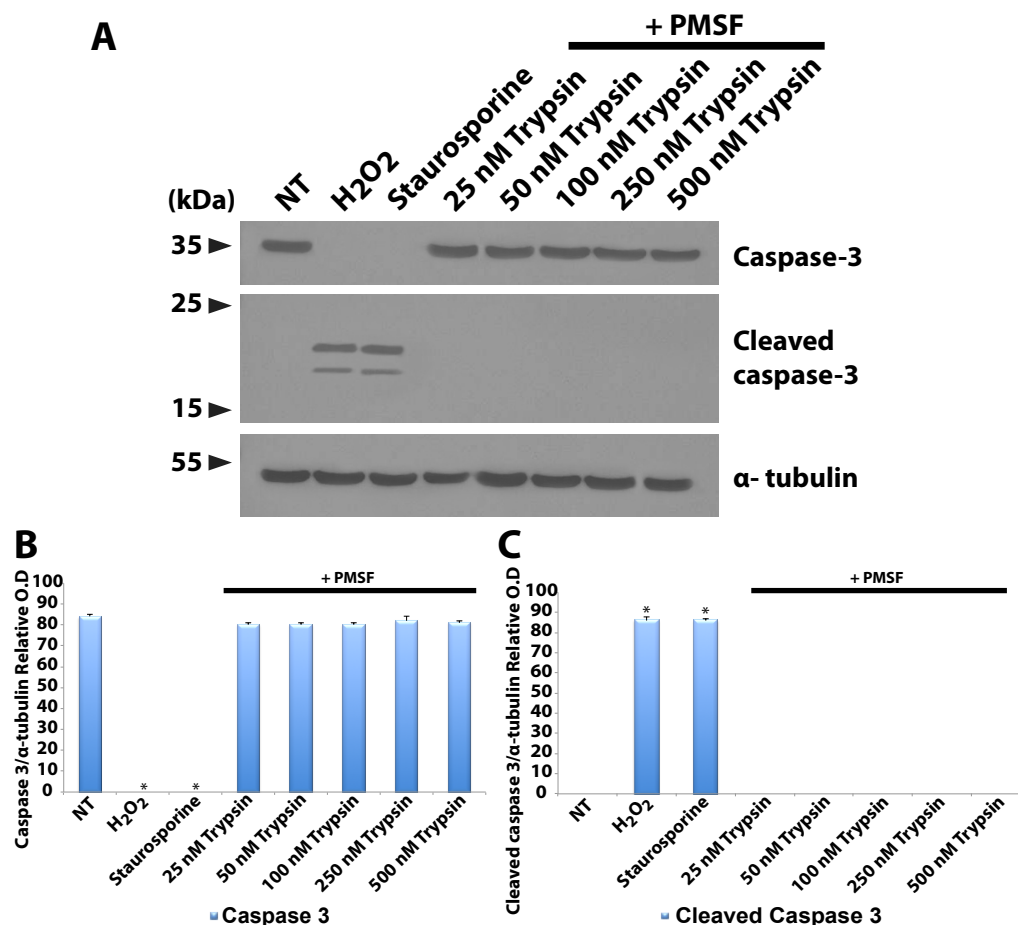 A
+ PMSF
NT
H2O2
Staurosporine
25 nM Trypsin
50 nM Trypsin
100 nM Trypsin
250 nM Trypsin
500 nM Trypsin
(kDa)
35
Caspase-3
25
Cleaved
caspase-3
15
55
α- tubulin
B
Caspase 3/α-tubulin Relative O.D
+ PMSF
100
90
80
70
60
50
40
30
20
10
0
* *
NT
H2O2
Staurosporine
25 nM Trypsin
50 nM Trypsin
100 nM Trypsin
250 nM Trypsin
500 nM Trypsin
Caspase 3
C
Cleaved caspase 3/α-tubulin Relative O.D
+ PMSF
100
90
80
70
60
50
40
30
20
10
0
* *
NT
H2O2
Staurosporine
25 nM Trypsin
50 nM Trypsin
100 nM Trypsin
250 nM Trypsin
500 nM Trypsin
Cleaved Caspase 3